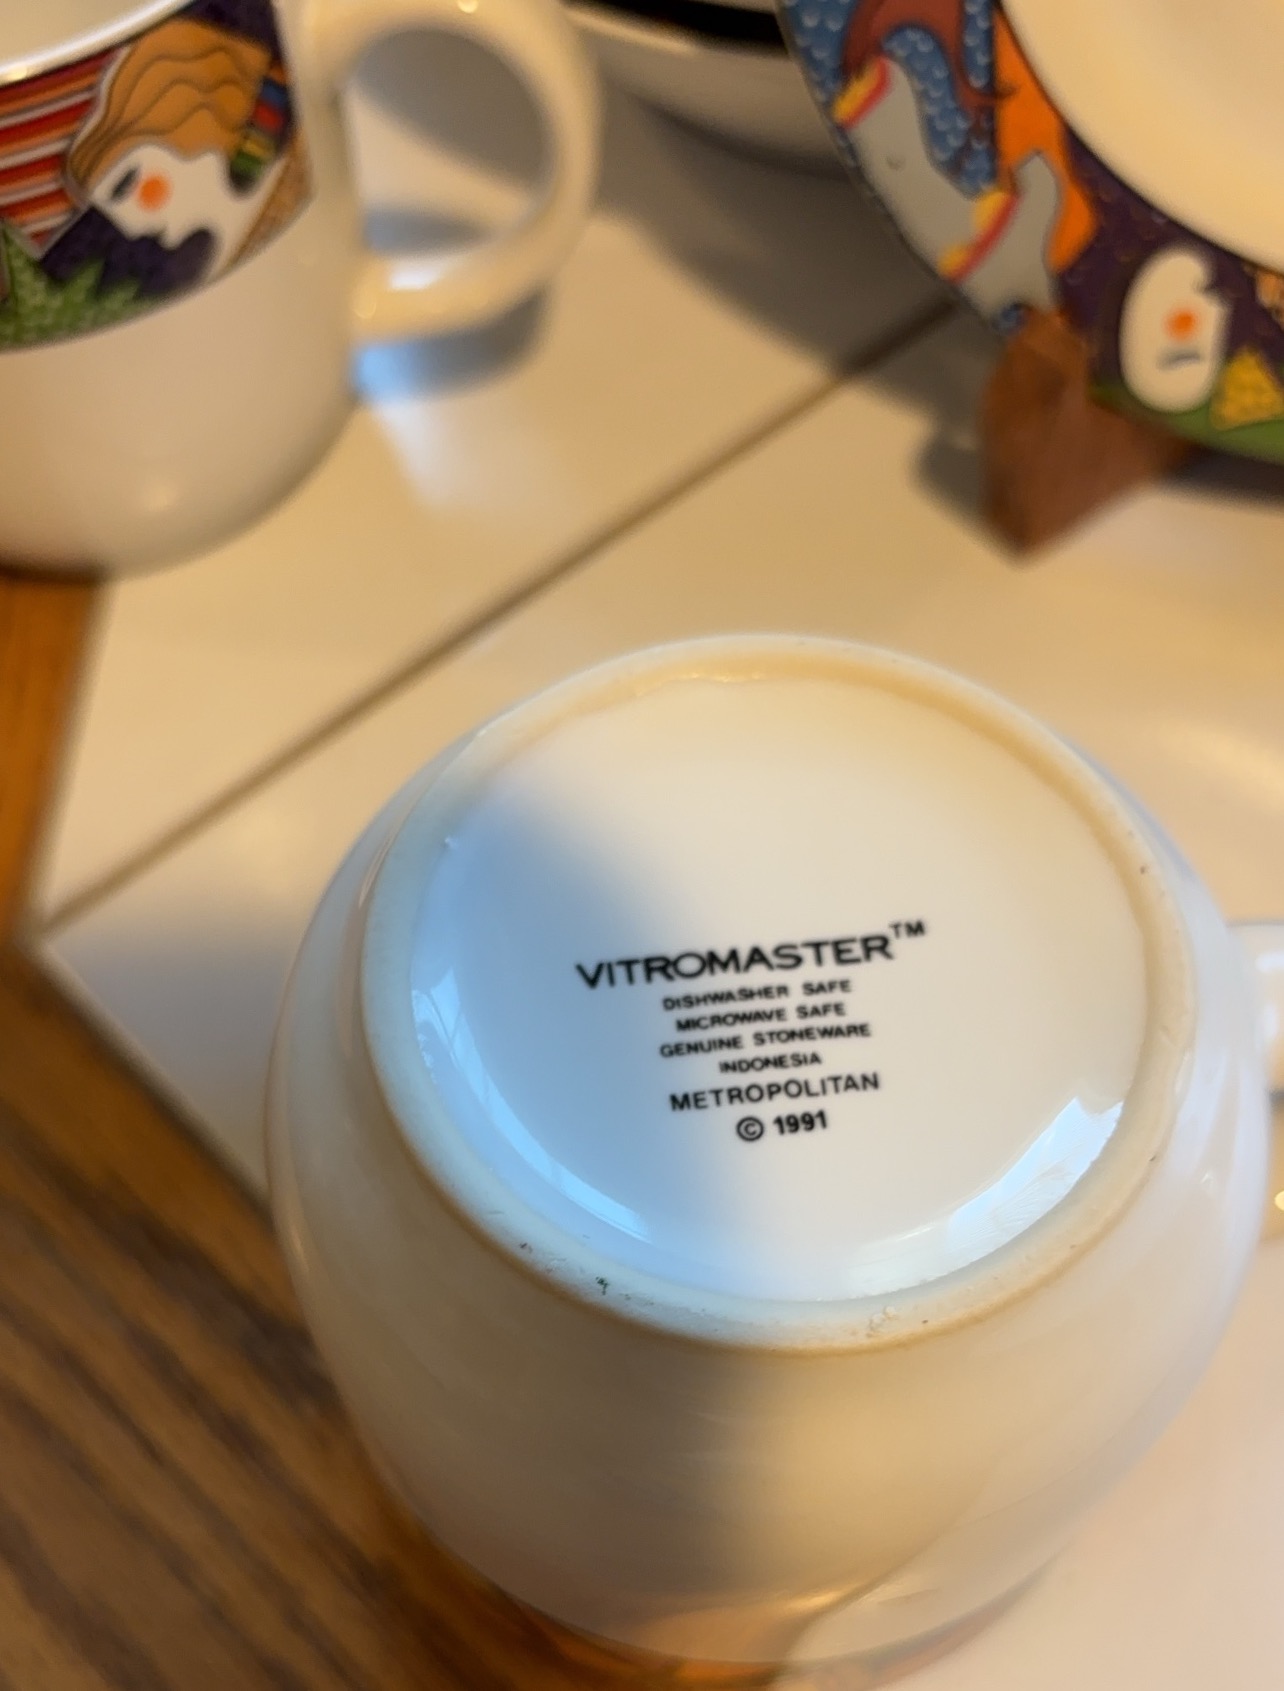 VITROMASTER™
DISHWASHER SAFE
MICROWAVE SAFE
GENUINE STONEWARE
INDONESIA
METROPOLITAN
© 1991